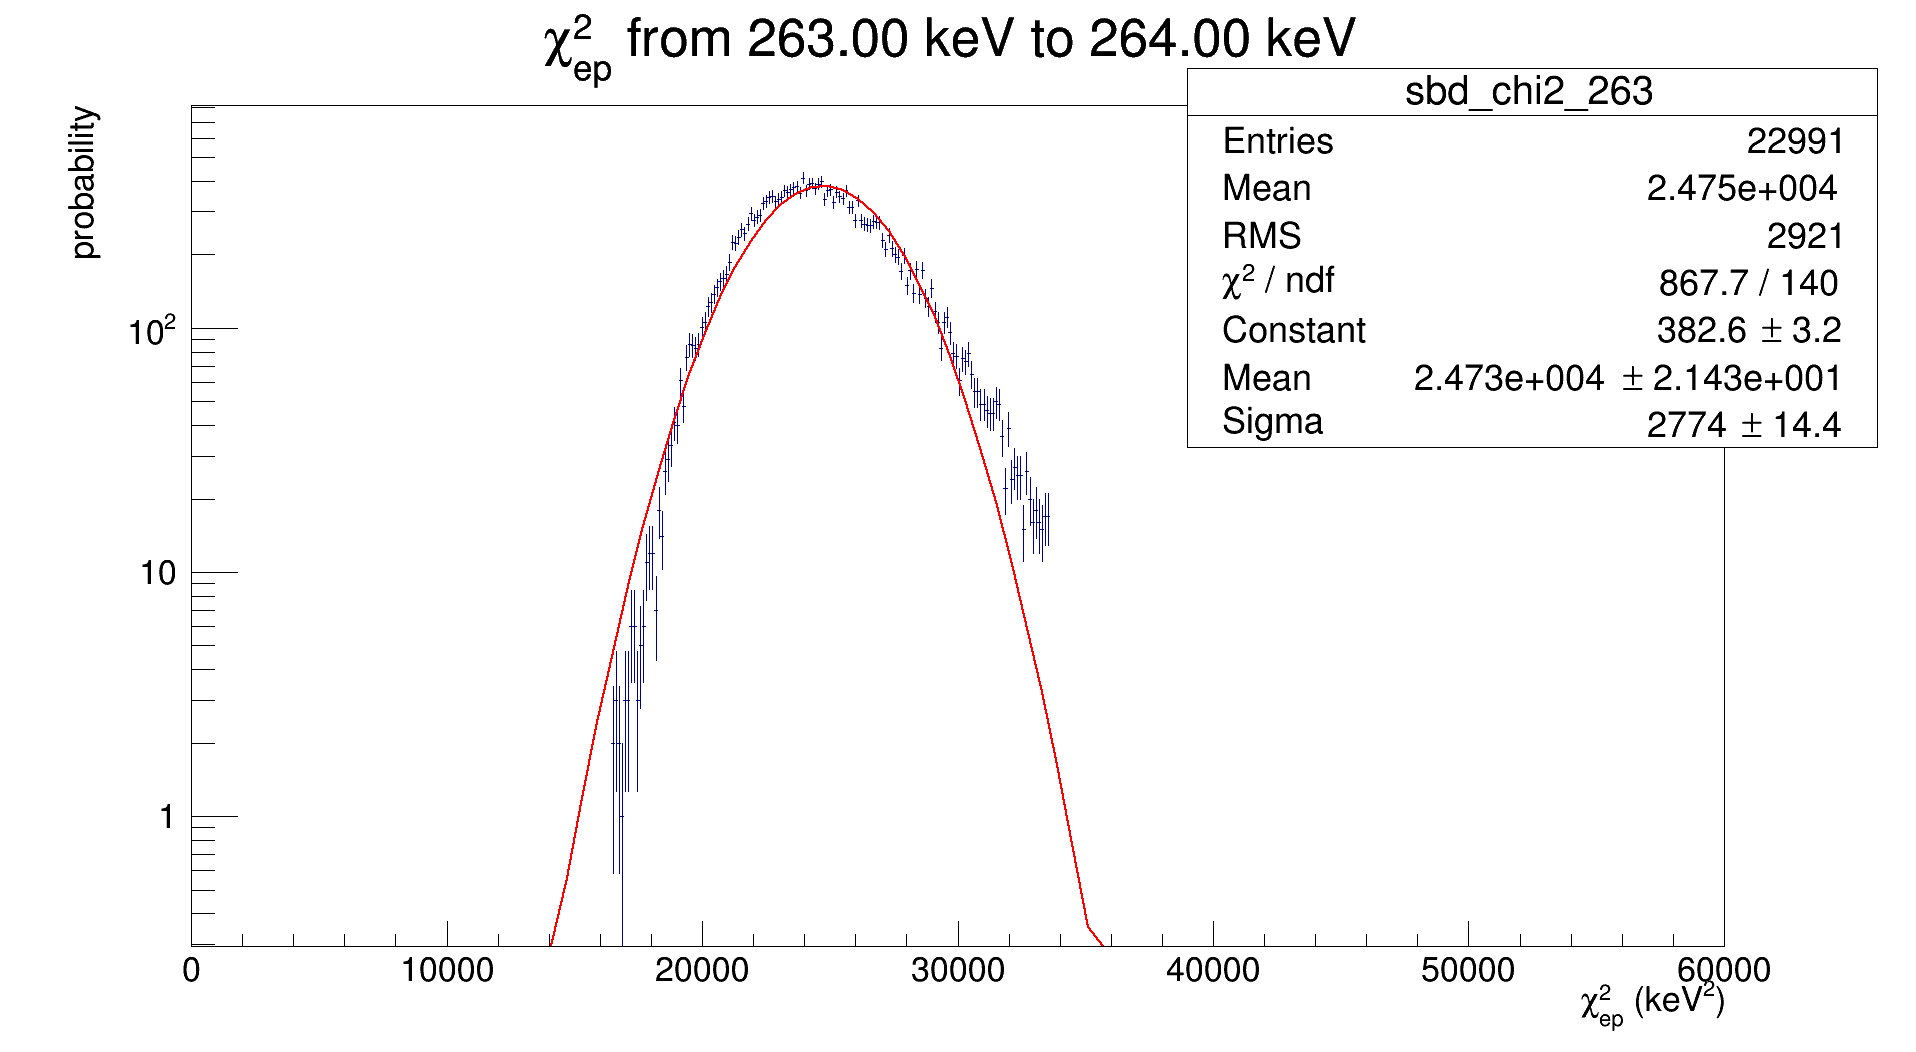 χ²ep from 263.00 keV to 264.00 keV
probability
sbd_chi2_263
Entries 22991
Mean 2.475e+004
RMS 2921
χ² / ndf 867.7 / 140
Constant 382.6 ± 3.2
Mean 2.473e+004 ± 2.143e+001
Sigma 2774 ± 14.4
10²
10
1
0 10000 20000 30000 40000 50000 60000
χ²ep (keV²)